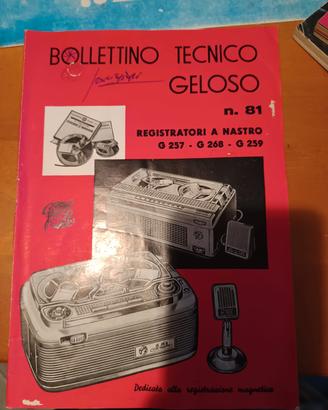 BOLLETTINO TECNICO
GELOSO
n. 81
REGISTRATORI A NASTRO
G 257 - G 268 - G 259
Dedicato alla registrazione magnetica